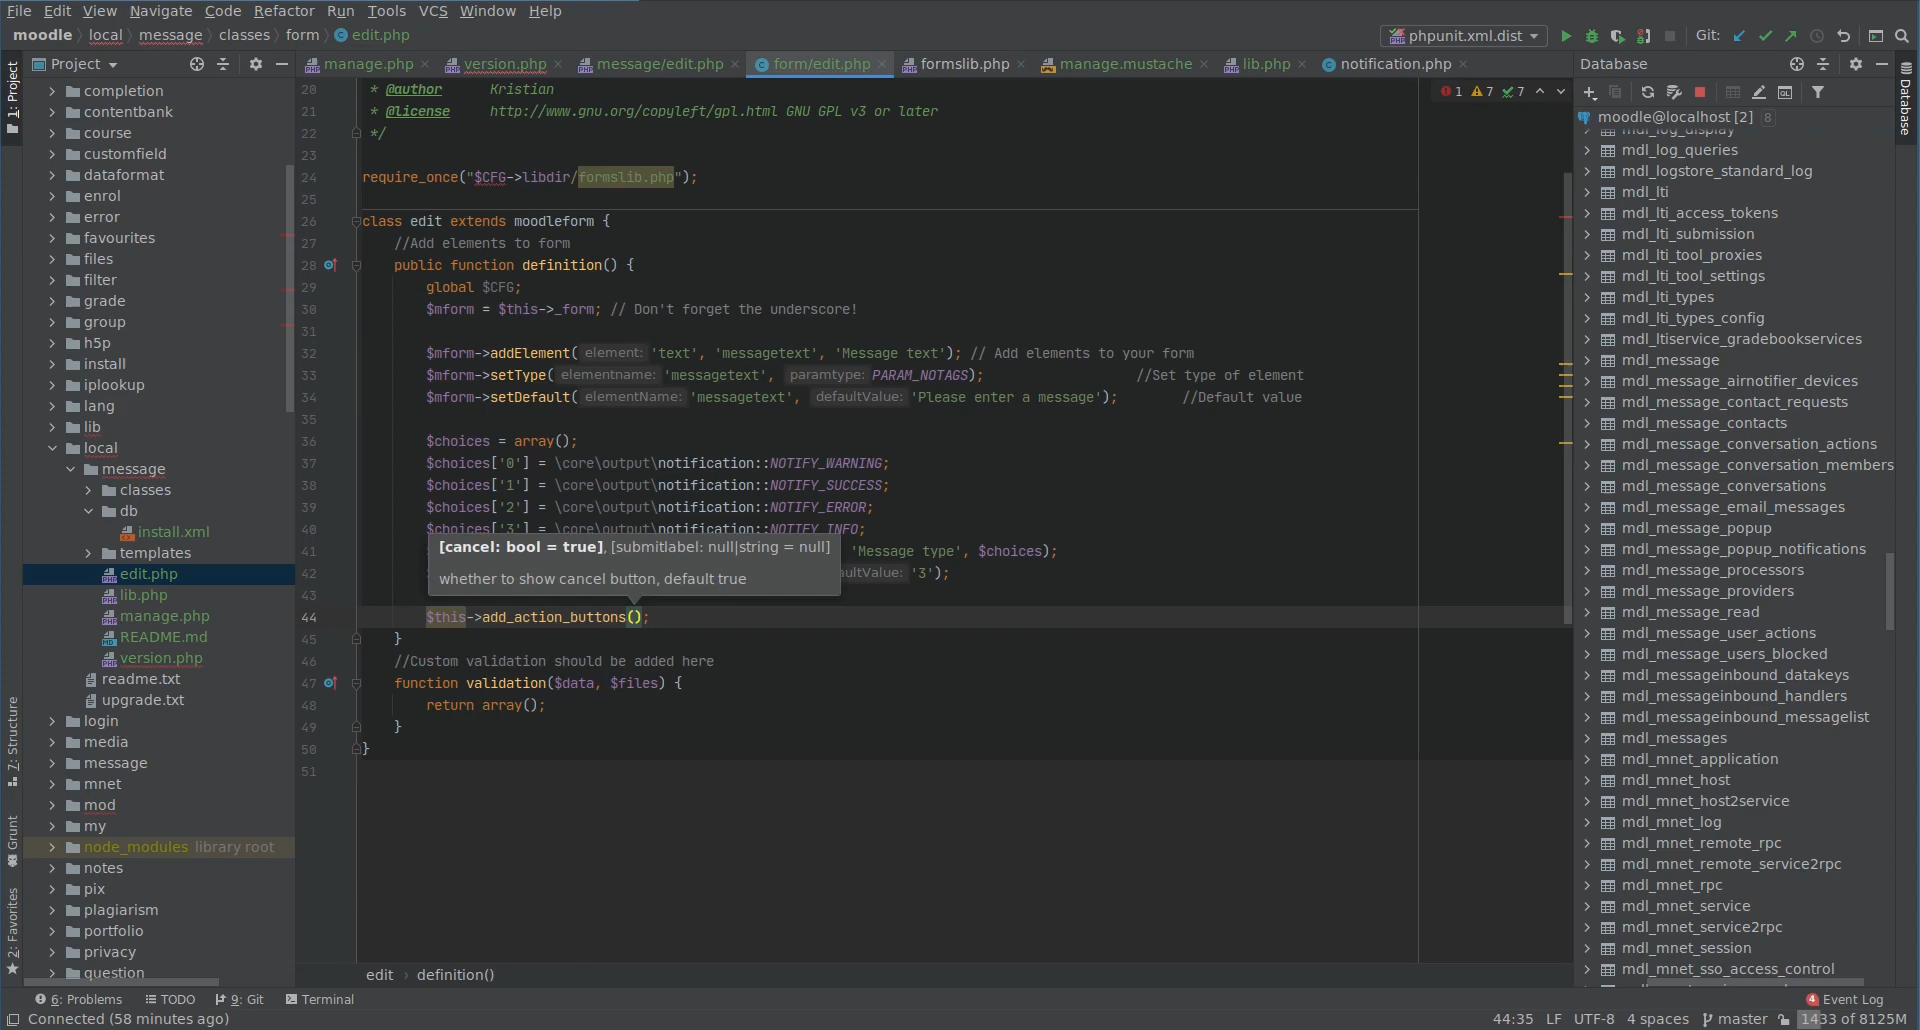 File Edit View Navigate Code Refactor Run Tools VCS Window Help
moodle local message classes form edit.php
phpunit.xml.dist Git:
Project
manage.php version.php message/edit.php form/edit.php formslib.php manage.mustache lib.php notification.php
Database
1: Project
7: Structure
Grunt
2: Favorites
completion
contentbank
course
customfield
dataformat
enrol
error
favourites
files
filter
grade
group
h5p
install
iplookup
lang
lib
local
message
classes
db
install.xml
templates
edit.php
lib.php
manage.php
README.md
version.php
readme.txt
upgrade.txt
login
media
message
mnet
mod
my
node_modules library root
notes
pix
plagiarism
portfolio
privacy
question
1 7 7
20 * @author Kristian
21 * @license http://www.gnu.org/copyleft/gpl.html GNU GPL v3 or later
22 */
23
24 require_once("$CFG->libdir/formslib.php");
25
26 class edit extends moodleform {
27 //Add elements to form
28 public function definition() {
29 global $CFG;
30 $mform = $this->_form; // Don't forget the underscore!
31
32 $mform->addElement( element: 'text', 'messagetext', 'Message text'); // Add elements to your form
33 $mform->setType( elementname: 'messagetext', paramtype: PARAM_NOTAGS); //Set type of element
34 $mform->setDefault( elementName: 'messagetext', defaultValue: 'Please enter a message'); //Default value
35
36 $choices = array();
37 $choices['0'] = \core\output\notification::NOTIFY_WARNING;
38 $choices['1'] = \core\output\notification::NOTIFY_SUCCESS;
39 $choices['2'] = \core\output\notification::NOTIFY_ERROR;
40 $choices['3'] = \core\output\notification::NOTIFY_INFO;
[cancel: bool = true], [submitlabel: null|string = null]
whether to show cancel button, default true
41 'Message type', $choices);
42 aultValue: '3');
43
44 $this->add_action_buttons();
45 }
46 //Custom validation should be added here
47 function validation($data, $files) {
48 return array();
49 }
50 }
51
edit definition()
moodle@localhost [2] 8
mdl_log_display
mdl_log_queries
mdl_logstore_standard_log
mdl_lti
mdl_lti_access_tokens
mdl_lti_submission
mdl_lti_tool_proxies
mdl_lti_tool_settings
mdl_lti_types
mdl_lti_types_config
mdl_ltiservice_gradebookservices
mdl_message
mdl_message_airnotifier_devices
mdl_message_contact_requests
mdl_message_contacts
mdl_message_conversation_actions
mdl_message_conversation_members
mdl_message_conversations
mdl_message_email_messages
mdl_message_popup
mdl_message_popup_notifications
mdl_message_processors
mdl_message_providers
mdl_message_read
mdl_message_user_actions
mdl_message_users_blocked
mdl_messageinbound_datakeys
mdl_messageinbound_handlers
mdl_messageinbound_messagelist
mdl_messages
mdl_mnet_application
mdl_mnet_host
mdl_mnet_host2service
mdl_mnet_log
mdl_mnet_remote_rpc
mdl_mnet_remote_service2rpc
mdl_mnet_rpc
mdl_mnet_service
mdl_mnet_service2rpc
mdl_mnet_session
mdl_mnet_sso_access_control
Database
6: Problems TODO 9: Git Terminal
4 Event Log
Connected (58 minutes ago)
44:35 LF UTF-8 4 spaces master 1433 of 8125M